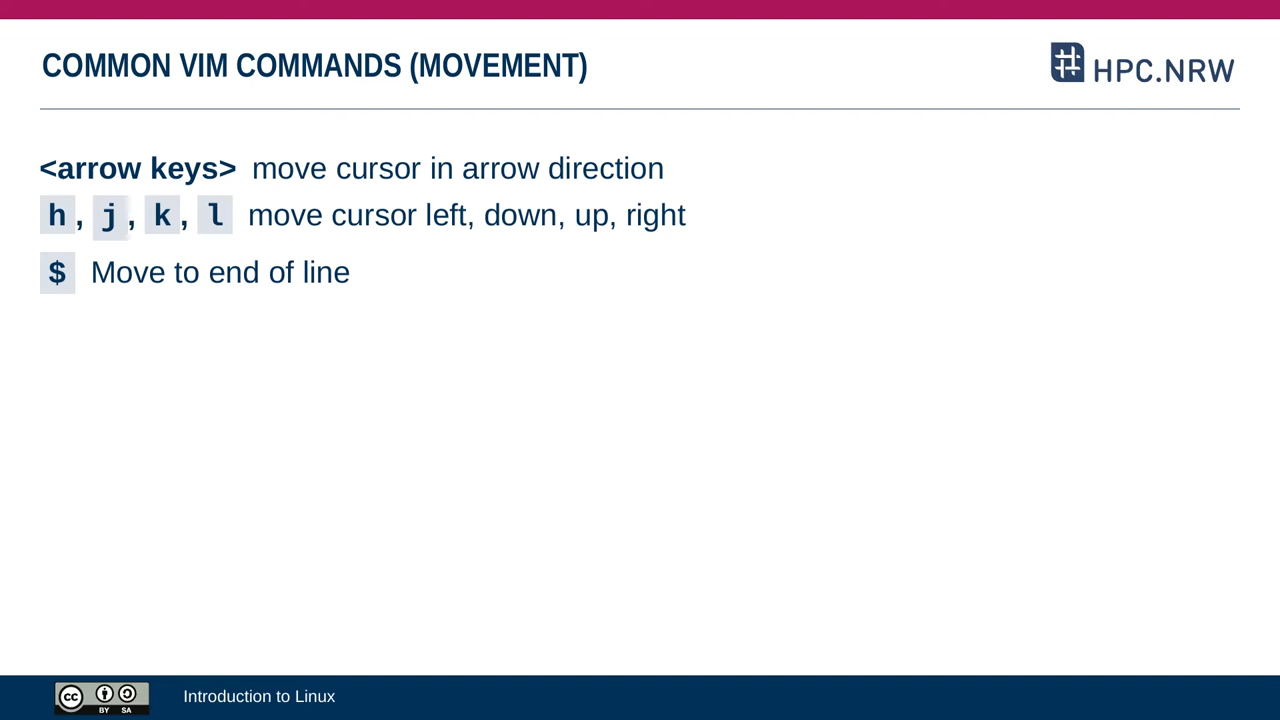 COMMON VIM COMMANDS (MOVEMENT)
HPC.NRW
<arrow keys> move cursor in arrow direction
h, j, k, l move cursor left, down, up, right
$ Move to end of line
cc BY SA
Introduction to Linux